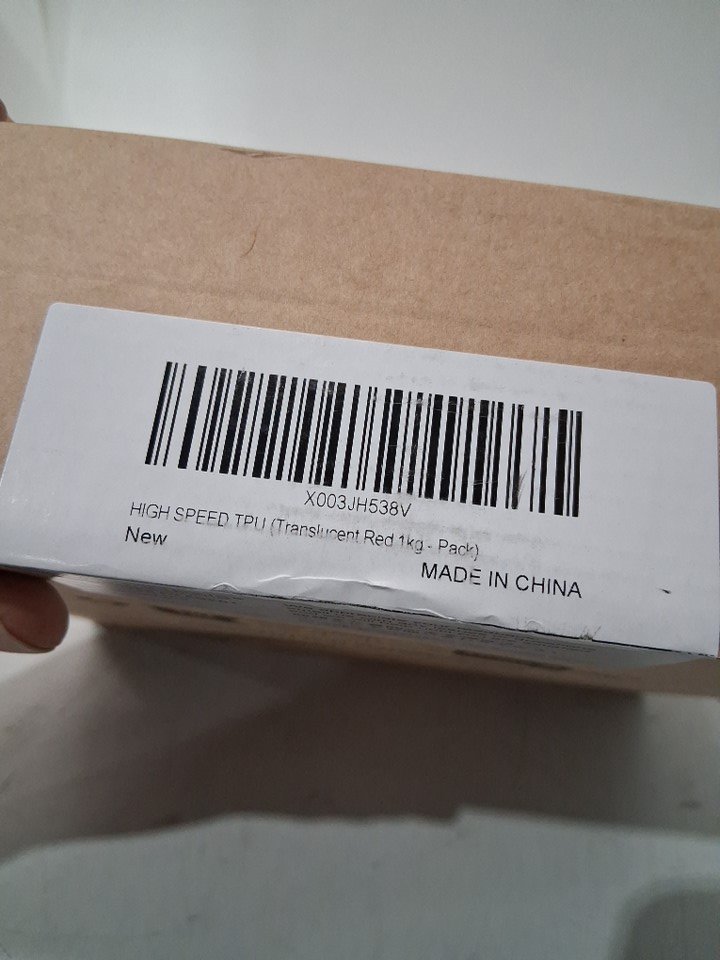 X003JH538V
HIGH SPEED TPU (Translucent Red 1kg - Pack)
New
MADE IN CHINA